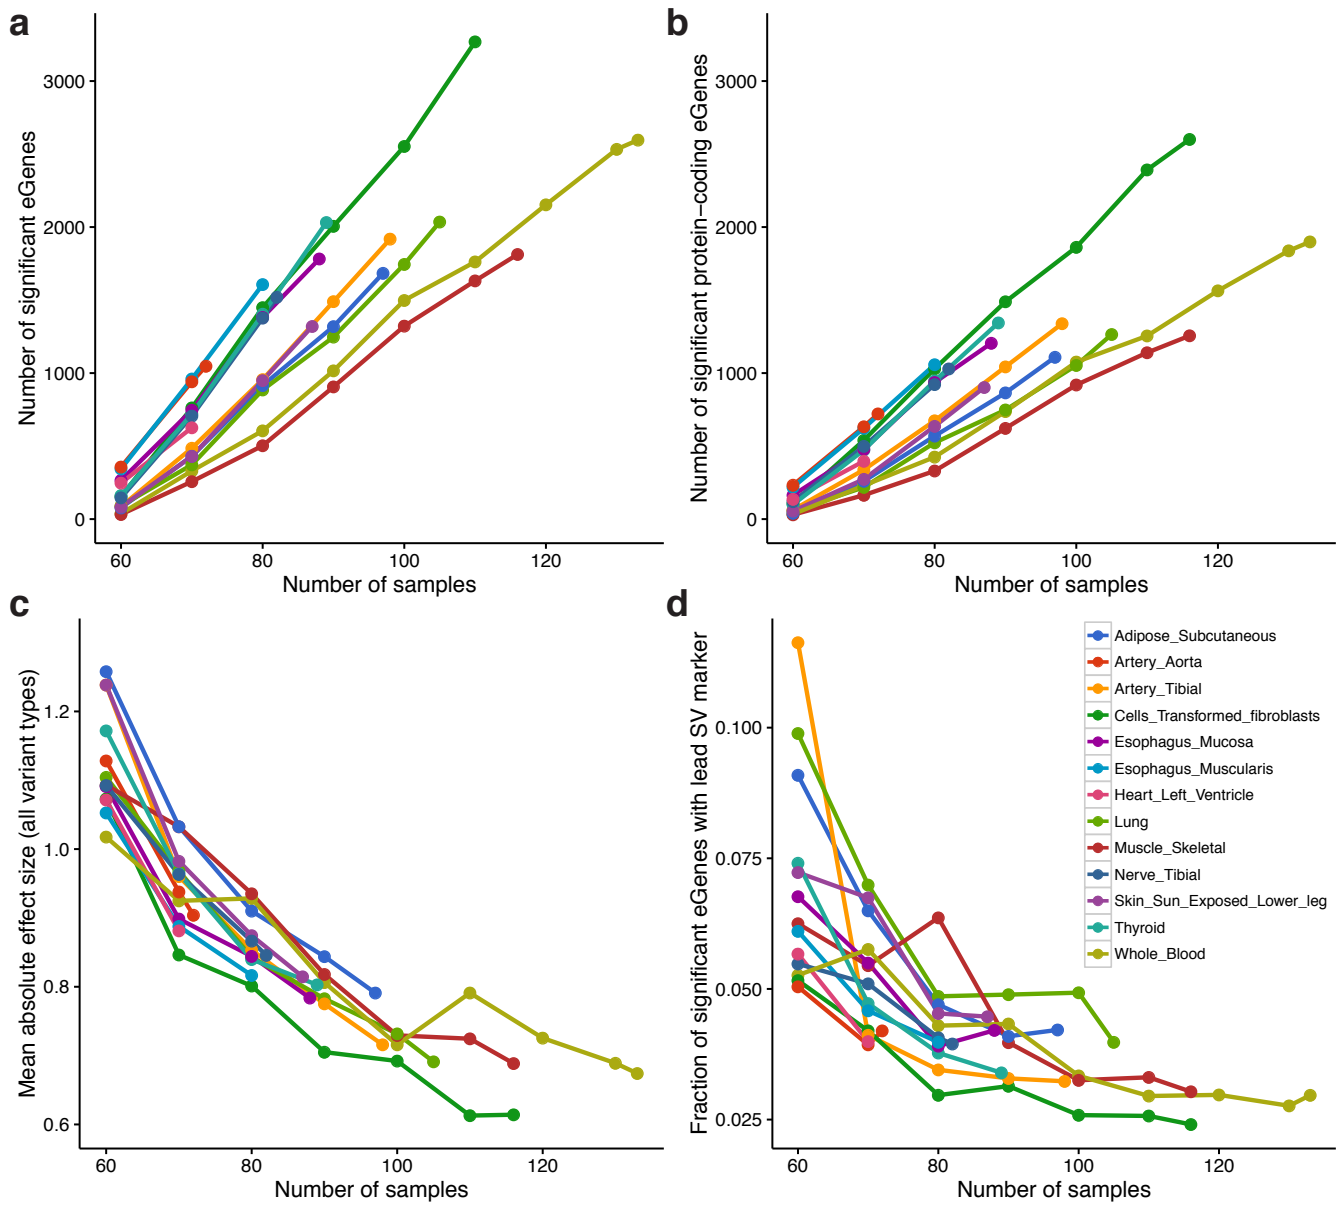 a
Number of significant eGenes
3000
2000
1000
0
60
80
100
120
Number of samples
b
Number of significant protein−coding eGenes
3000
2000
1000
0
60
80
100
120
Number of samples
c
Mean absolute effect size (all variant types)
1.2
1.0
0.8
0.6
60
80
100
120
Number of samples
d
Fraction of significant eGenes with lead SV marker
0.100
0.075
0.050
0.025
60
80
100
120
Number of samples
Adipose_Subcutaneous
Artery_Aorta
Artery_Tibial
Cells_Transformed_fibroblasts
Esophagus_Mucosa
Esophagus_Muscularis
Heart_Left_Ventricle
Lung
Muscle_Skeletal
Nerve_Tibial
Skin_Sun_Exposed_Lower_leg
Thyroid
Whole_Blood